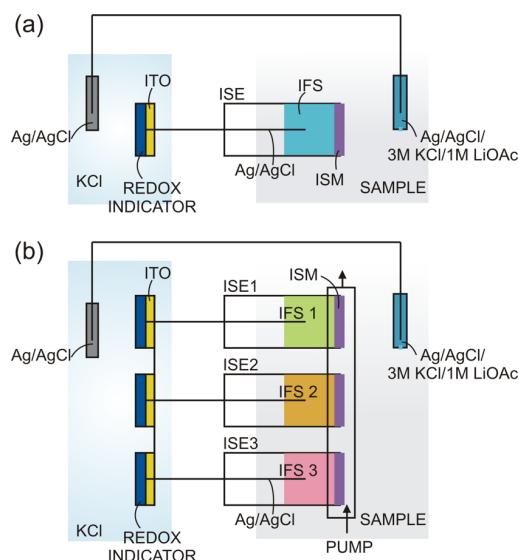 (a)
ITO
ISE
IFS
Ag/AgCl
KCl
REDOX
INDICATOR
Ag/AgCl
ISM
Ag/AgCl/
3M KCl/1M LiOAc
SAMPLE
(b)
ITO
ISE1
ISM
IFS 1
Ag/AgCl
Ag/AgCl/
3M KCl/1M LiOAc
ISE2
IFS 2
ISE3
IFS 3
KCl
REDOX
INDICATOR
Ag/AgCl
SAMPLE
PUMP